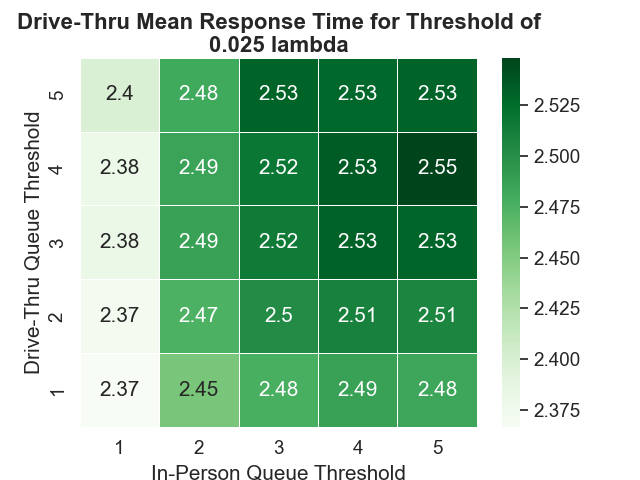 Drive-Thru Mean Response Time for Threshold of
0.025 lambda
Drive-Thru Queue Threshold
5 2.4 2.48 2.53 2.53 2.53
4 2.38 2.49 2.52 2.53 2.55
3 2.38 2.49 2.52 2.53 2.53
2 2.37 2.47 2.5 2.51 2.51
1 2.37 2.45 2.48 2.49 2.48
1 2 3 4 5
In-Person Queue Threshold
2.525
2.500
2.475
2.450
2.425
2.400
2.375